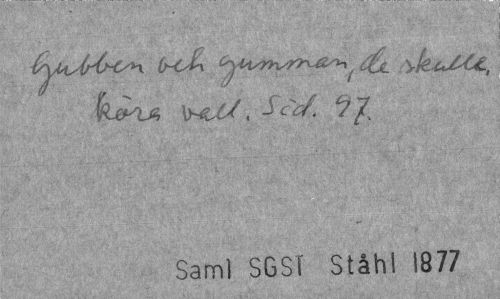 Gubben och gumman, de skulle
köra vall. Sid. 97.
Saml SGST Ståhl 1877